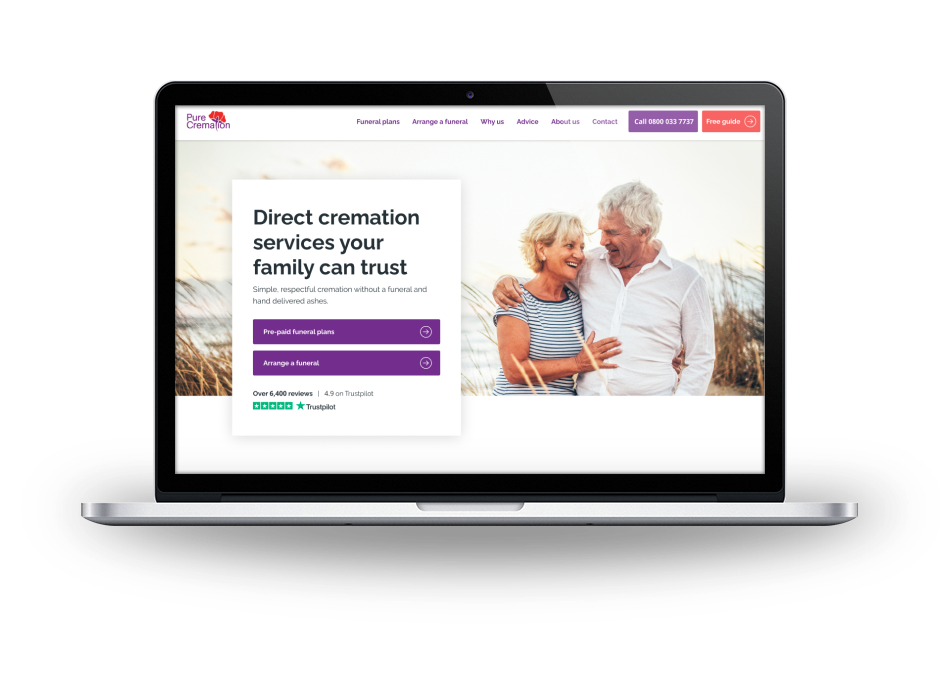 Pure
Cremation
Funeral plans
Arrange a funeral
Why us
Advice
About us
Contact
Call 0800 033 7737
Free guide
Direct cremation
services your
family can trust
Simple, respectful cremation without a funeral and
hand delivered ashes.
Pre-paid funeral plans
Arrange a funeral
Over 6,400 reviews | 4.9 on Trustpilot
Trustpilot